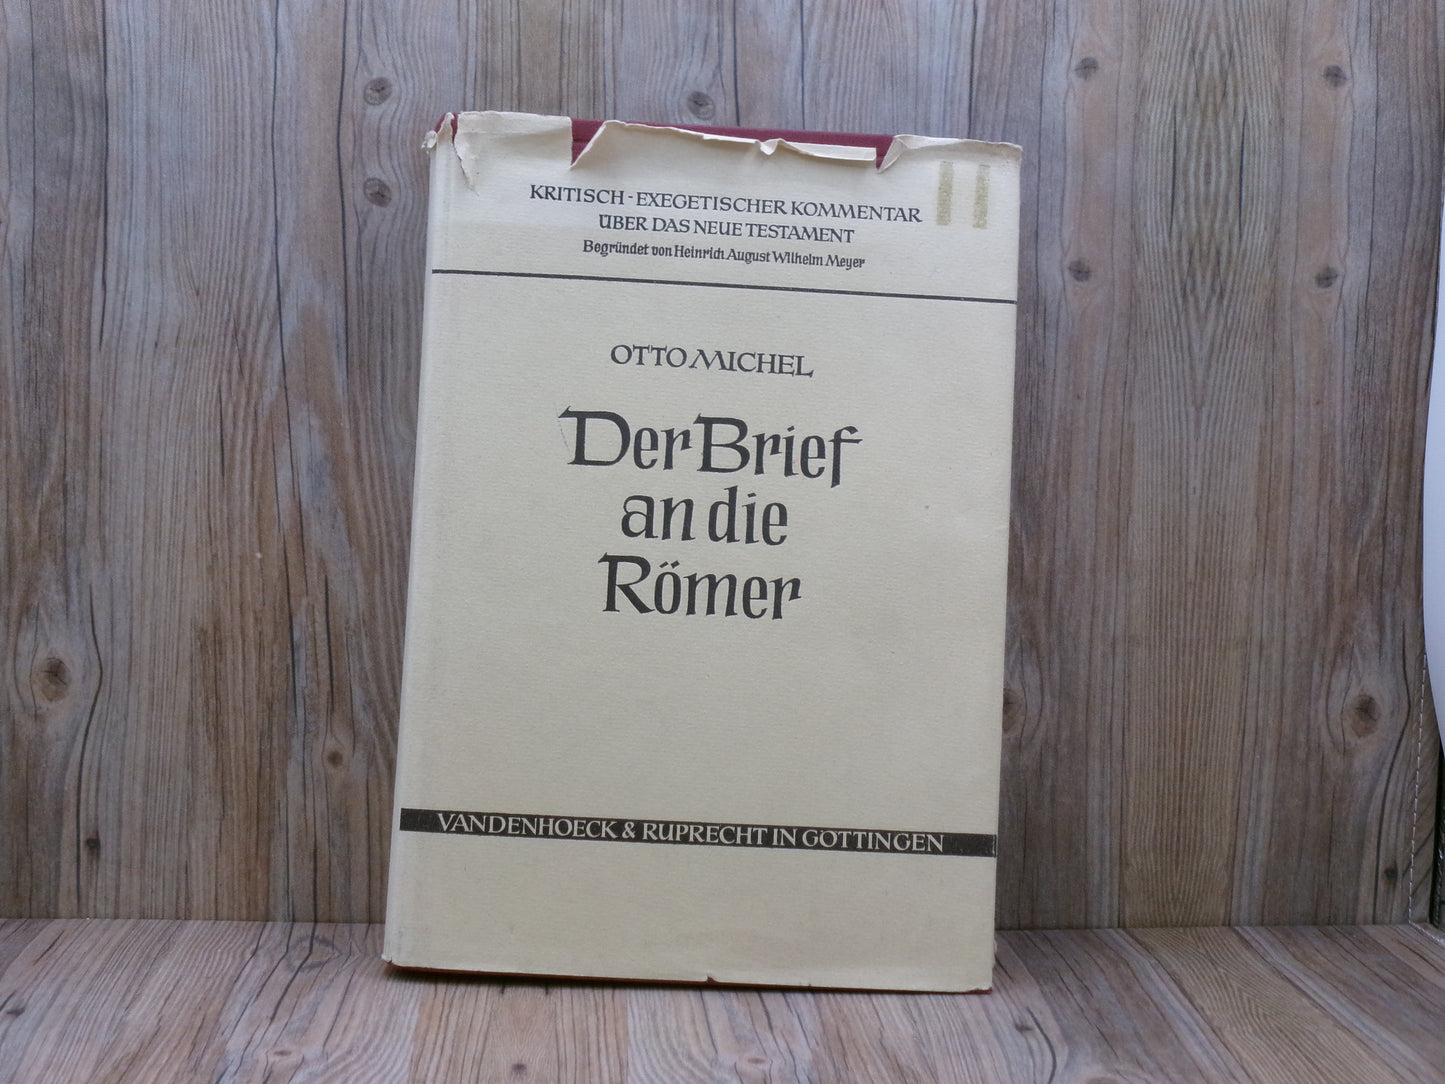 KRITISCH-EXEGETISCHER KOMMENTAR
ÜBER DAS NEUE TESTAMENT
Begründet von Heinrich August Wilhelm Meyer
OTTO MICHEL
Der Brief
an die
Römer
VANDENHOECK & RUPRECHT IN GÖTTINGEN